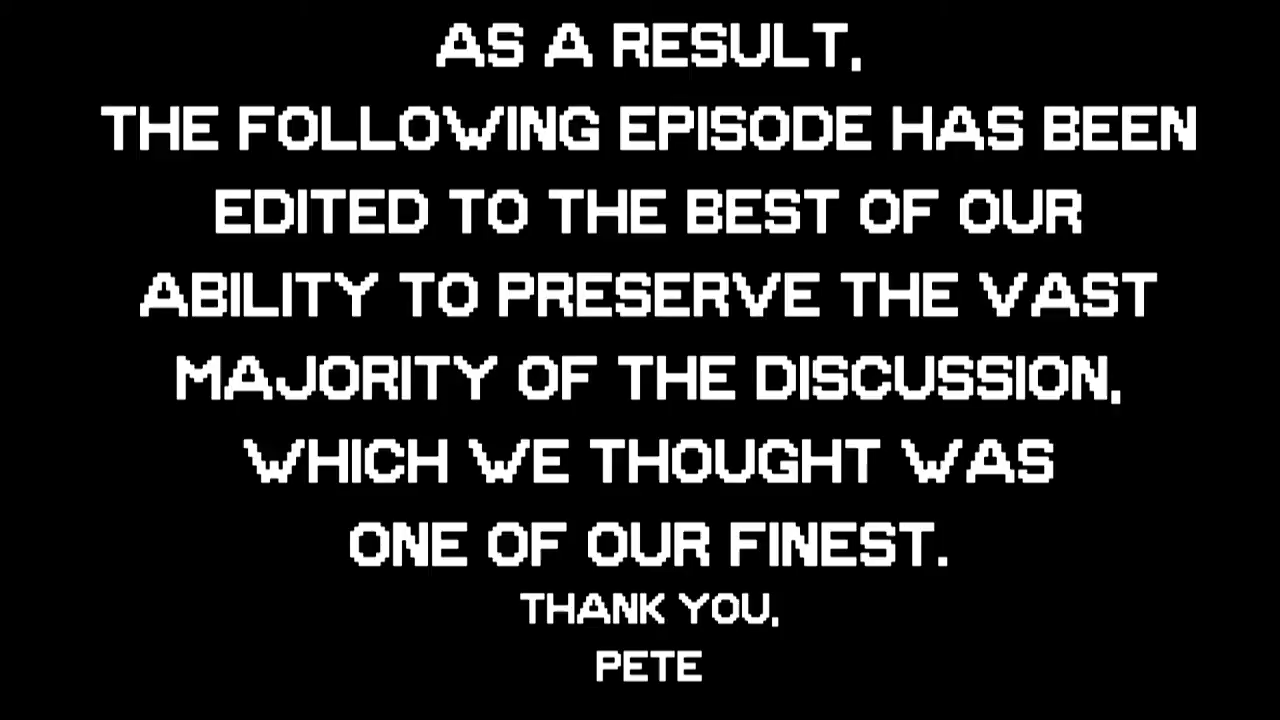 AS A RESULT,
THE FOLLOWING EPISODE HAS BEEN
EDITED TO THE BEST OF OUR
ABILITY TO PRESERVE THE VAST
MAJORITY OF THE DISCUSSION,
WHICH WE THOUGHT WAS
ONE OF OUR FINEST.
THANK YOU,
PETE